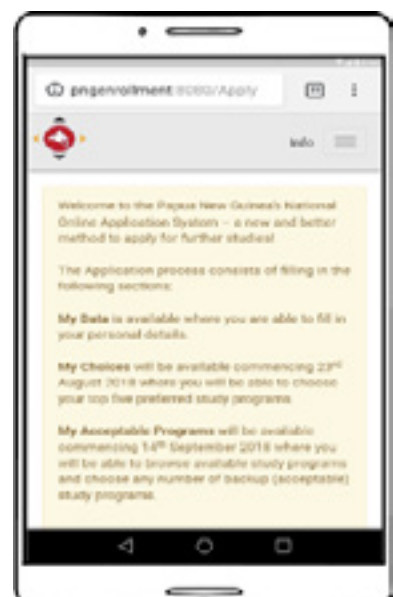 pngenrollment:8080/Apply
Info
Welcome to the Papua New Guinea's National
Online Application System – a new and better
method to apply for further studies!
The Application process consists of filling in the
following sections:
My Data is available where you are able to fill in
your personal details.
My Choices will be available commencing 23rd
August 2018 where you will be able to choose
your top five preferred study programs
My Acceptable Programs will be available
commencing 14th September 2018 where you
will be able to browse available study programs
and choose any number of backup (acceptable)
study programs.